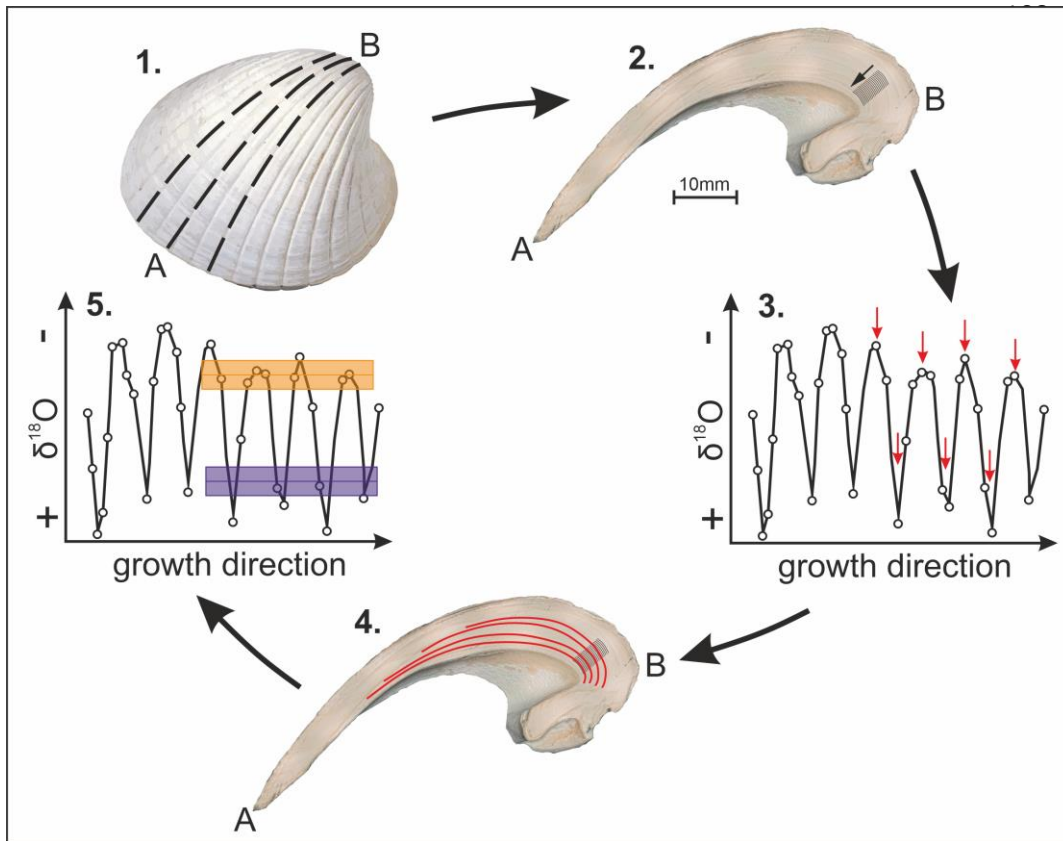 1.
B
A
2.
B
10mm
A
3.
-
δ18O
+
growth direction
4.
B
A
5.
-
δ18O
+
growth direction